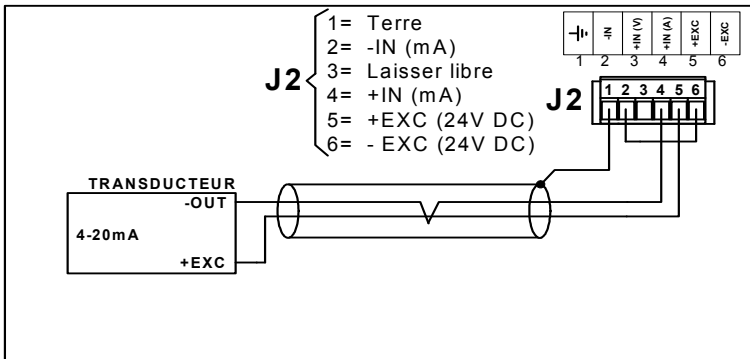 J2
1= Terre
2= -IN (mA)
3= Laisser libre
4= +IN (mA)
5= +EXC (24V DC)
6= - EXC (24V DC)
-IN
+IN (V)
+IN (A)
+EXC
-EXC
1 2 3 4 5 6
J2
1 2 3 4 5 6
TRANSDUCTEUR
-OUT
4-20mA
+EXC